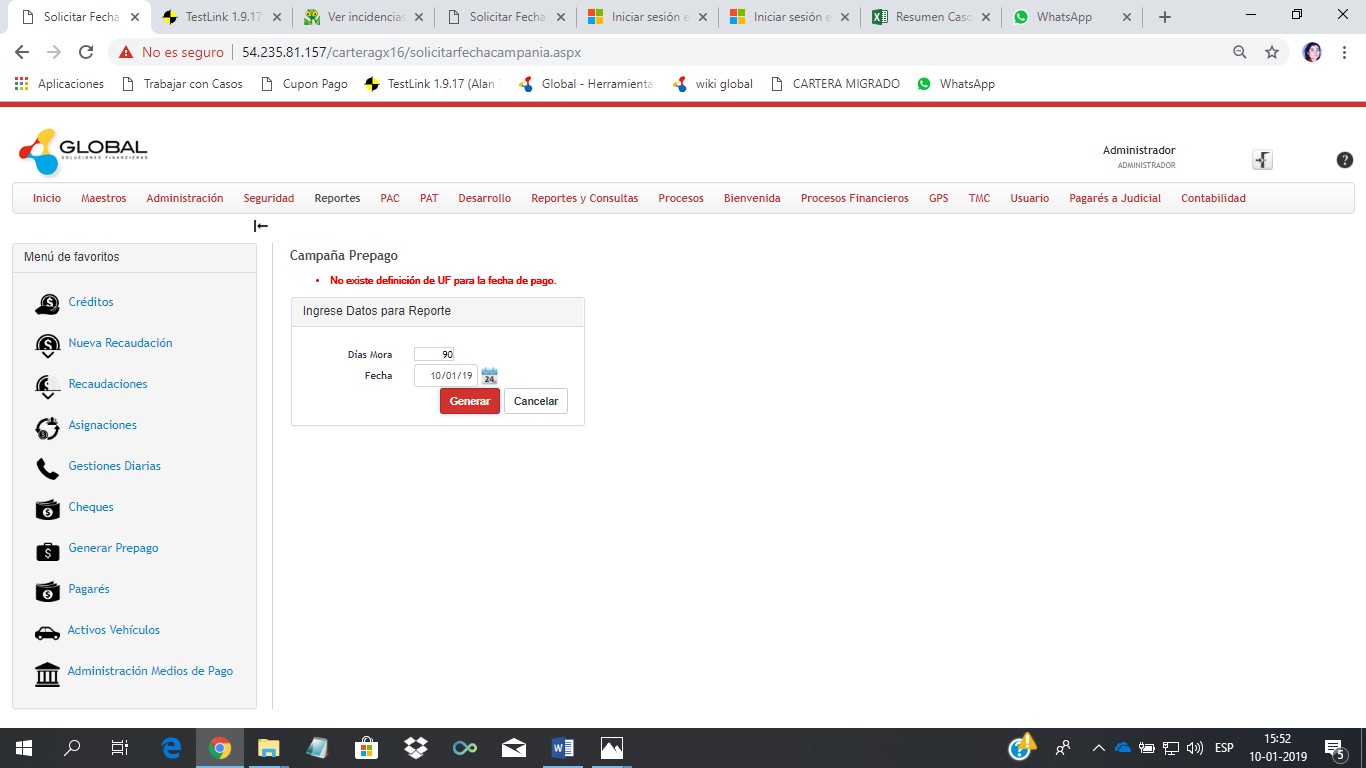 Solicitar Fecha
TestLink 1.9.17
Ver incidencias
Solicitar Fecha
Iniciar sesión e
Iniciar sesión e
Resumen Caso
WhatsApp
No es seguro
54.235.81.157/carteragx16/solicitarfechacampania.aspx
Aplicaciones
Trabajar con Casos
Cupon Pago
TestLink 1.9.17 (Alan
Global - Herramienta
wiki global
CARTERA MIGRADO
WhatsApp
GLOBAL
SOLUCIONES FINANCIERAS
Administrador
ADMINISTRADOR
?
Inicio
Maestros
Administración
Seguridad
Reportes
PAC
PAT
Desarrollo
Reportes y Consultas
Procesos
Bienvenida
Procesos Financieros
GPS
TMC
Usuario
Pagarés a Judicial
Contabilidad
Menú de favoritos
Créditos
Nueva Recaudación
Recaudaciones
Asignaciones
Gestiones Diarias
Cheques
Generar Prepago
Pagarés
Activos Vehículos
Administración Medios de Pago
Campaña Prepago
No existe definición de UF para la fecha de pago.
Ingrese Datos para Reporte
Días Mora
90
Fecha
10/01/19
24
Generar
Cancelar
ESP
15:52
10-01-2019
5